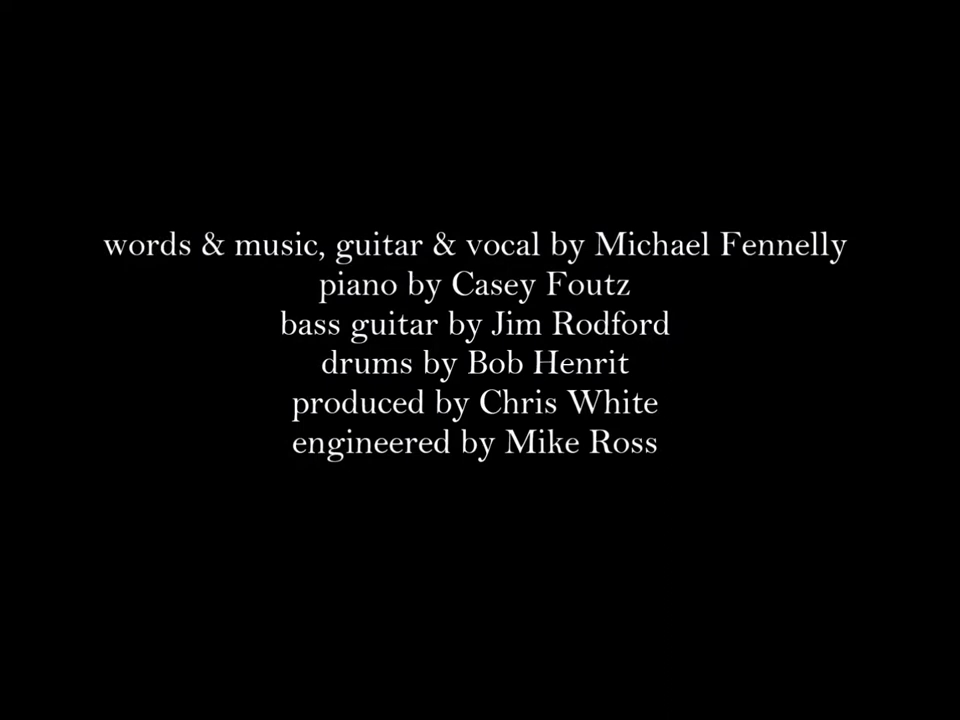 words & music, guitar & vocal by Michael Fennelly
piano by Casey Foutz
bass guitar by Jim Rodford
drums by Bob Henrit
produced by Chris White
engineered by Mike Ross